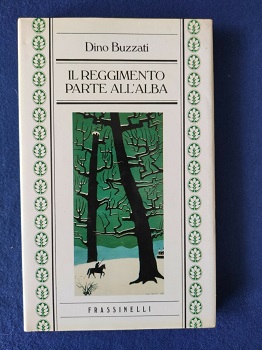 Dino Buzzati
IL REGGIMENTO
PARTE ALL'ALBA
FRASSINELLI